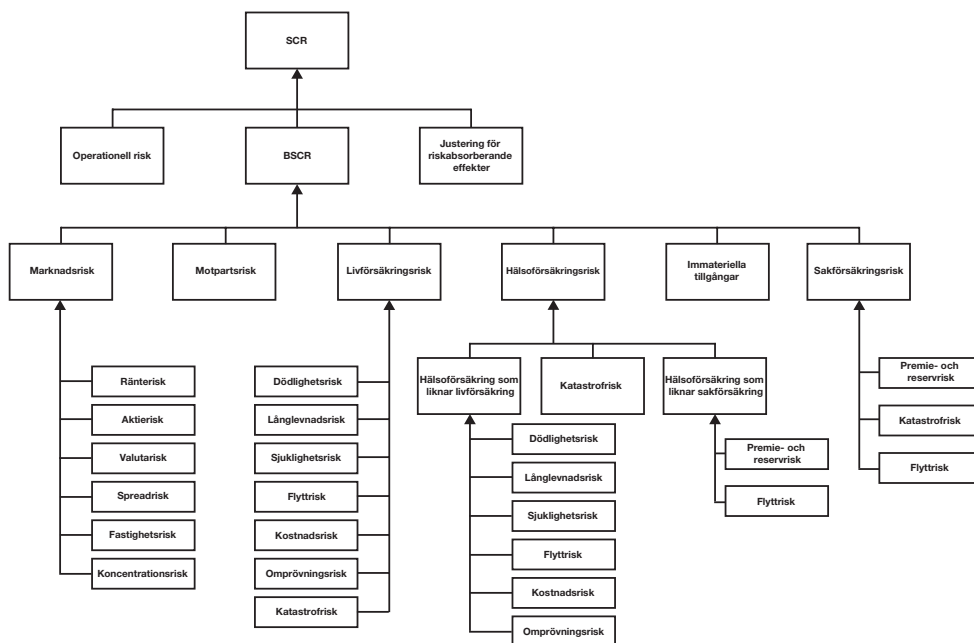 SCR
Operationell risk
BSCR
Justering för
riskabsorberande
effekter
Marknadsrisk
Motpartsrisk
Livförsäkringsrisk
Hälsoförsäkringsrisk
Immateriella
tillgångar
Sakförsäkringsrisk
Ränterisk
Aktierisk
Valutarisk
Spreadrisk
Fastighetsrisk
Koncentrationsrisk
Dödlighetsrisk
Långlevnadsrisk
Sjuklighetsrisk
Flyttrisk
Kostnadsrisk
Omprövningsrisk
Katastrofrisk
Hälsoförsäkring som
liknar livförsäkring
Katastrofrisk
Hälsoförsäkring som
liknar sakförsäkring
Dödlighetsrisk
Långlevnadsrisk
Sjuklighetsrisk
Flyttrisk
Kostnadsrisk
Omprövningsrisk
Premie- och
reservrisk
Flyttrisk
Premie- och
reservrisk
Katastrofrisk
Flyttrisk